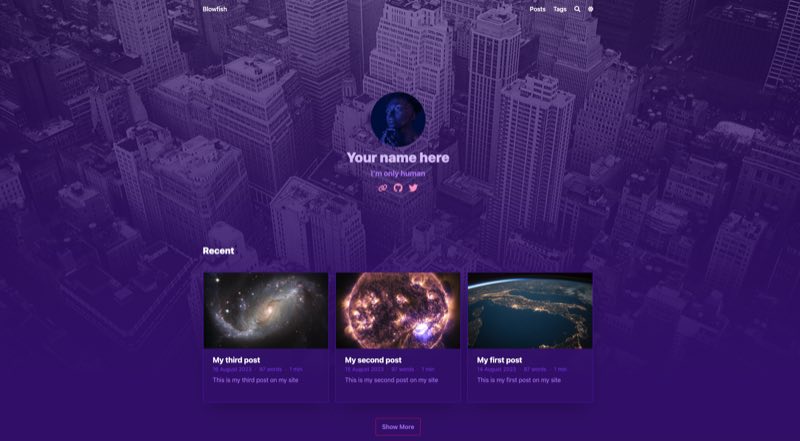 Blowfish
Posts Tags
Your name here
I'm only human
Recent
My third post
16 August 2023 · 97 words · 1 min
This is my third post on my site
My second post
15 August 2023 · 97 words · 1 min
This is my second post on my site
My first post
14 August 2023 · 97 words · 1 min
This is my first post on my site
Show More